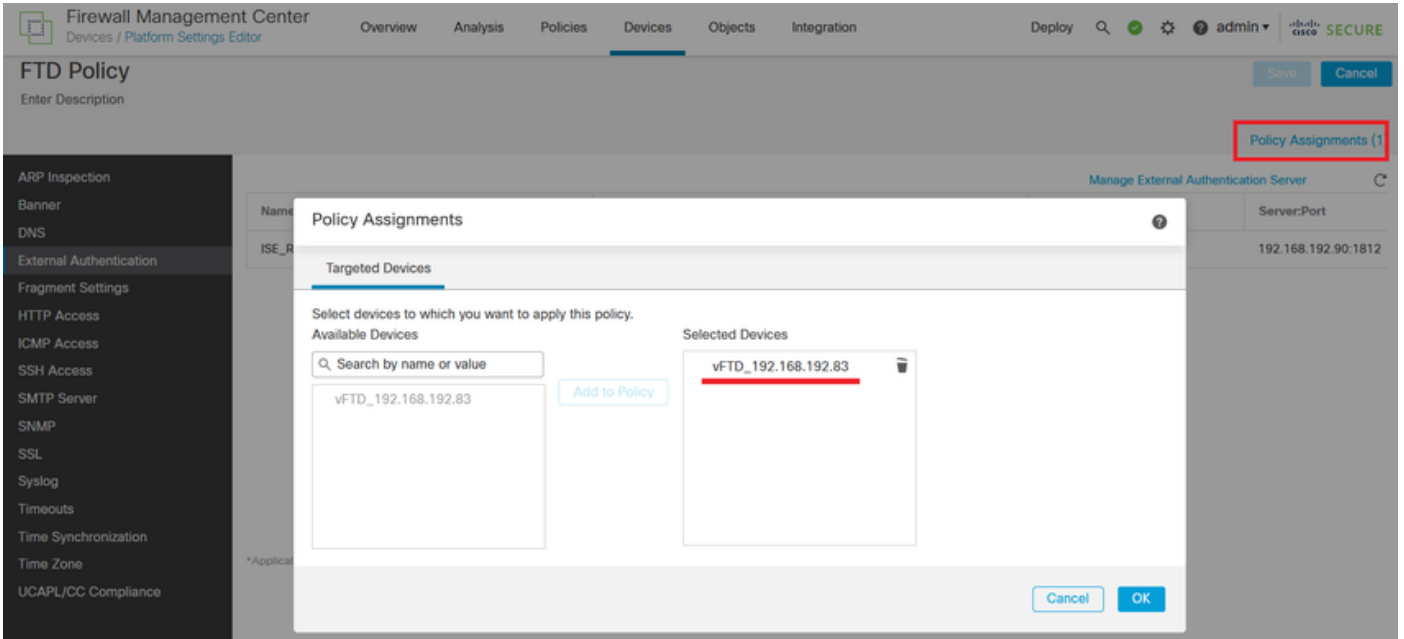 Firewall Management Center
Devices / Platform Settings Editor
Overview Analysis Policies Devices Objects Integration
Deploy admin
cisco SECURE
FTD Policy
Enter Description
Save Cancel
Policy Assignments (1
Manage External Authentication Server
ARP Inspection
Banner
DNS
External Authentication
Fragment Settings
HTTP Access
ICMP Access
SSH Access
SMTP Server
SNMP
SSL
Syslog
Timeouts
Time Synchronization
Time Zone
UCAPL/CC Compliance
Name Server:Port
ISE_R 192.168.192.90:1812
Policy Assignments
Targeted Devices
Select devices to which you want to apply this policy.
Available Devices
Search by name or value
vFTD_192.168.192.83
Add to Policy
Selected Devices
vFTD_192.168.192.83
*Applicat
Cancel OK